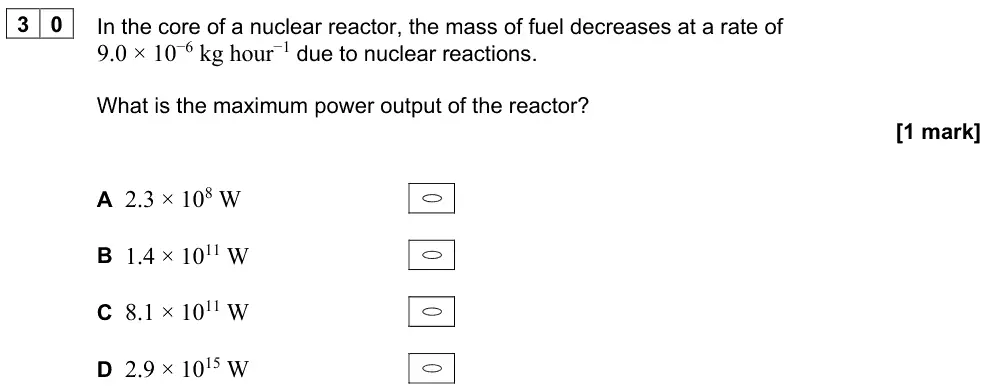 3 0 In the core of a nuclear reactor, the mass of fuel decreases at a rate of
9.0 × 10⁻⁶ kg hour⁻¹ due to nuclear reactions.
What is the maximum power output of the reactor?
[1 mark]
A 2.3 × 10⁸ W
B 1.4 × 10¹¹ W
C 8.1 × 10¹¹ W
D 2.9 × 10¹⁵ W